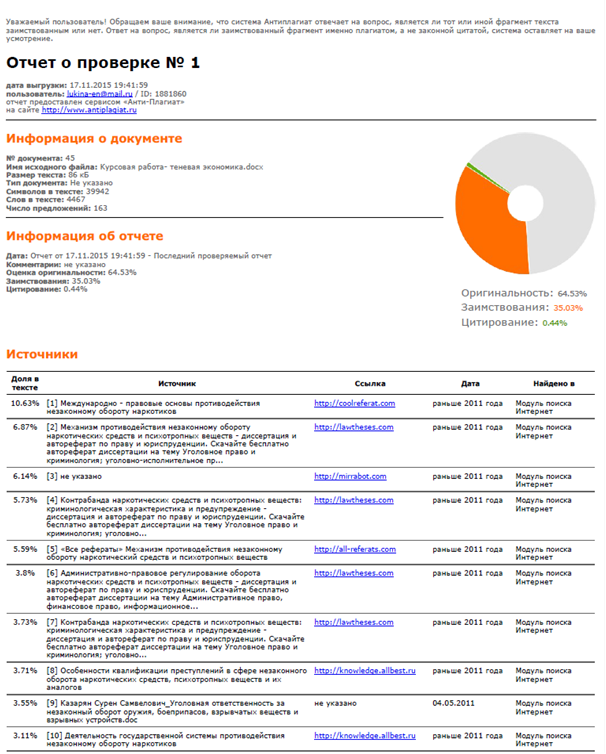 Уважаемый пользователь! Обращаем ваше внимание, что система Антиплагиат отвечает на вопрос, является ли тот или иной фрагмент текста
заимствованным или нет. Ответ на вопрос, является ли заимствованный фрагмент именно плагиатом, а не законной цитатой, система оставляет на ваше
усмотрение.
Отчет о проверке № 1
дата выгрузки: 17.11.2015 19:41:59
пользователь: lukina-en@mail.ru / ID: 1881860
отчет предоставлен сервисом «Анти-Плагиат»
на сайте http://www.antiplagiat.ru
Информация о документе
№ документа: 45
Имя исходного файла: Курсовая работа- теневая экономика.docx
Размер текста: 86 кБ
Тип документа: Не указано
Символов в тексте: 39942
Слов в тексте: 4467
Число предложений: 163
Информация об отчете
Дата: Отчет от 17.11.2015 19:41:59 - Последний проверяемый отчет
Комментарии: не указано
Оценка оригинальности: 64.53%
Заимствования: 35.03%
Цитирование: 0.44%
Оригинальность: 64.53%
Заимствования: 35.03%
Цитирование: 0.44%
Источники
Доля в тексте Источник Ссылка Дата Найдено в
10.63% [1] Международно - правовые основы противодействия http://coolreferat.com раньше 2011 года Модуль поиска
незаконному обороту наркотиков Интернет
6.87% [2] Механизм противодействия незаконному обороту http://lawtheses.com раньше 2011 года Модуль поиска
наркотических средств и психотропных веществ - диссертация и Интернет
автореферат по праву и юриспруденции. Скачайте бесплатно
автореферат диссертации на тему Уголовное право и
криминология; уголовно-исполнительное пр...
6.14% [3] не указано http://mirrabot.com раньше 2011 года Модуль поиска
Интернет
5.73% [4] Контрабанда наркотических средств и психотропных веществ: http://lawtheses.com раньше 2011 года Модуль поиска
криминологическая характеристика и предупреждение - Интернет
диссертация и автореферат по праву и юриспруденции. Скачайте
бесплатно автореферат диссертации на тему Уголовное право и
криминология; уголовно...
5.59% [5] «Все рефераты» Механизм противодействия незаконному http://all-referats.com раньше 2011 года Модуль поиска
обороту наркотический средств и психотропных веществ Интернет
3.8% [6] Административно-правовое регулирование оборота http://lawtheses.com раньше 2011 года Модуль поиска
наркотических средств и психотропных веществ - диссертация и Интернет
автореферат по праву и юриспруденции. Скачайте бесплатно
автореферат диссертации на тему Административное право,
финансовое право, информационное...
3.73% [7] Контрабанда наркотических средств и психотропных веществ: http://lawtheses.com раньше 2011 года Модуль поиска
криминологическая характеристика и предупреждение - Интернет
диссертация и автореферат по праву и юриспруденции. Скачайте
бесплатно автореферат диссертации на тему Уголовное право и
криминология; уголовно...
3.71% [8] Особенности квалификации преступлений в сфере незаконного http://knowledge.allbest.ru раньше 2011 года Модуль поиска
оборота наркотических средств, психотропных веществ и их Интернет
аналогов
3.55% [9] Казарян Сурен Самвелович_Уголовная ответственность за не указано 04.05.2011 Модуль поиска
незаконный оборот оружия, боеприпасов, взрывчатых веществ и Интернет
взрывных устройств.doc
3.11% [10] Деятельность государственной системы противодействия http://knowledge.allbest.ru раньше 2011 года Модуль поиска
незаконному обороту наркотиков Интернет